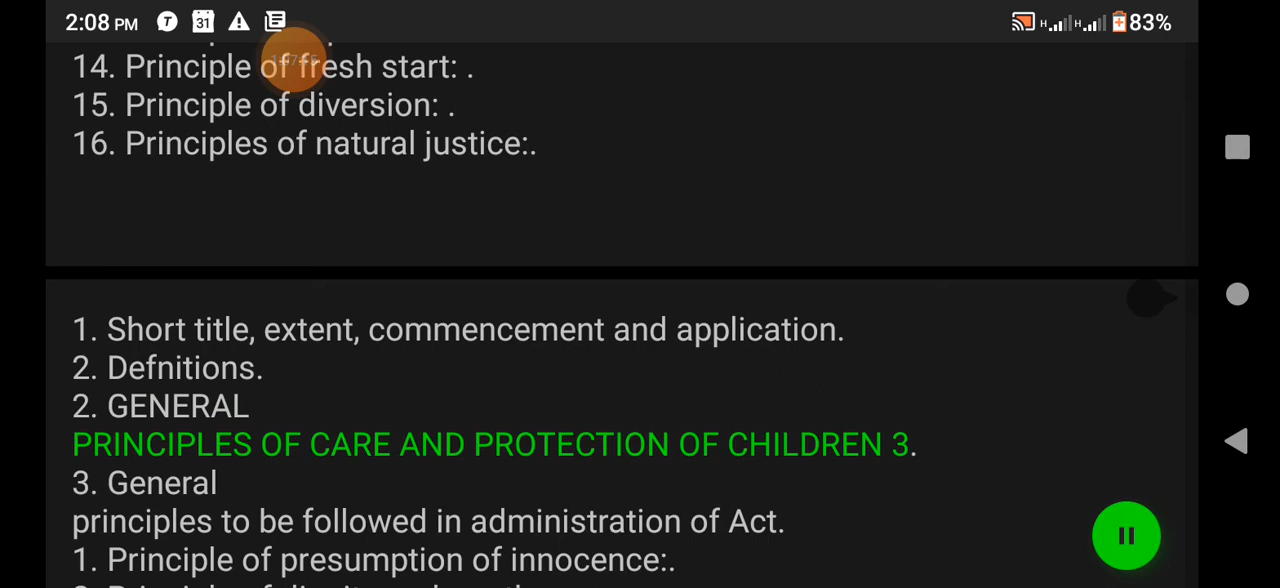 2:08 PM T 31 H H 83%
14. Principle of fresh start: .
15. Principle of diversion: .
16. Principles of natural justice:.
1. Short title, extent, commencement and application.
2. Defnitions.
2. GENERAL
PRINCIPLES OF CARE AND PROTECTION OF CHILDREN 3.
3. General
principles to be followed in administration of Act.
1. Principle of presumption of innocence:.